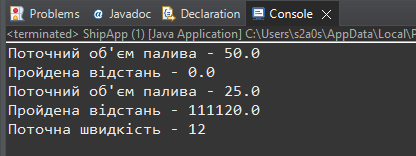 Problems Javadoc Declaration Console
<terminated> ShipApp (1) [Java Application] C:\Users\s2a0s\AppData\Local\P
Поточний об'єм палива - 50.0
Пройдена відстань - 0.0
Поточний об'єм палива - 25.0
Пройдена відстань - 111120.0
Поточна швидкість - 12